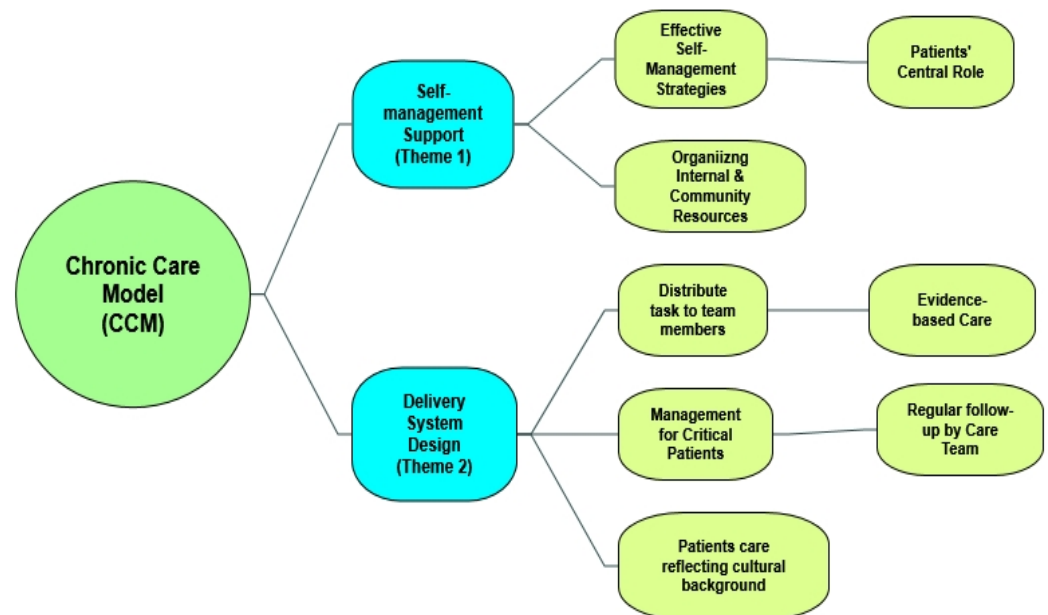 Chronic Care
Model
(CCM)
Self-
management
Support
(Theme 1)
Effective
Self-
Management
Strategies
Patients'
Central Role
Organiizng
Internal &
Community
Resources
Delivery
System
Design
(Theme 2)
Distribute
task to team
members
Evidence-
based Care
Management
for Critical
Patients
Regular follow-
up by Care
Team
Patients care
reflecting cultural
background